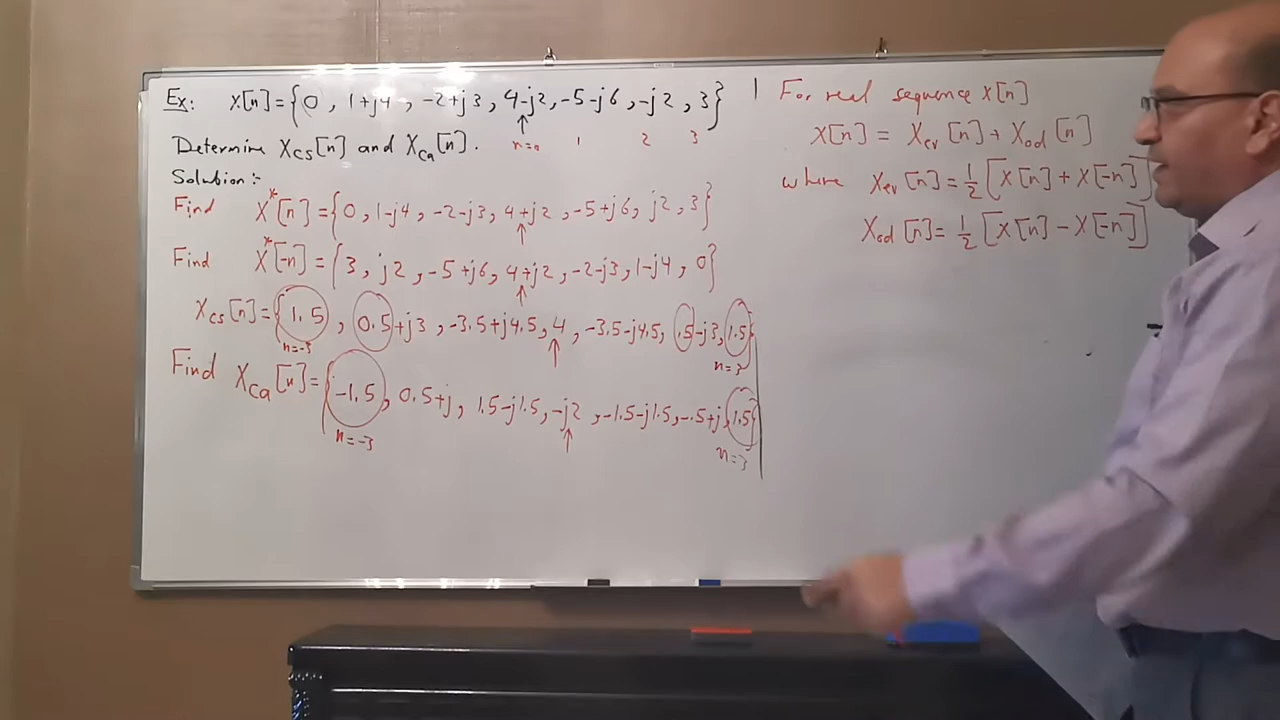 Ex: x[n]={0, 1+j4, -2+j3, 4-j2, -5-j6, -j2, 3}
↑
n=0 1 2 3
Determine Xcs[n] and Xca[n].
Solution:-
Find x*[n]={0, 1-j4, -2-j3, 4+j2, -5+j6, j2, 3}
↑
Find x*[-n]={3, j2, -5+j6, 4+j2, -2-j3, 1-j4, 0}
↑
Xcs[n]={1.5, 0.5+j3, -3.5+j4.5, 4, -3.5-j4.5, .5-j3, 1.5}
n=-3 ↑ n=3
Find Xca[n]={-1.5, 0.5+j, 1.5-j1.5, -j2, -1.5-j1.5, -.5+j, 1.5}
n=-3 ↑ n=3
For real sequence x[n]
x[n] = Xev[n] + Xod[n]
where Xev[n]=1/2[x[n]+x[-n]]
Xod[n]=1/2[x[n]-x[-n]]